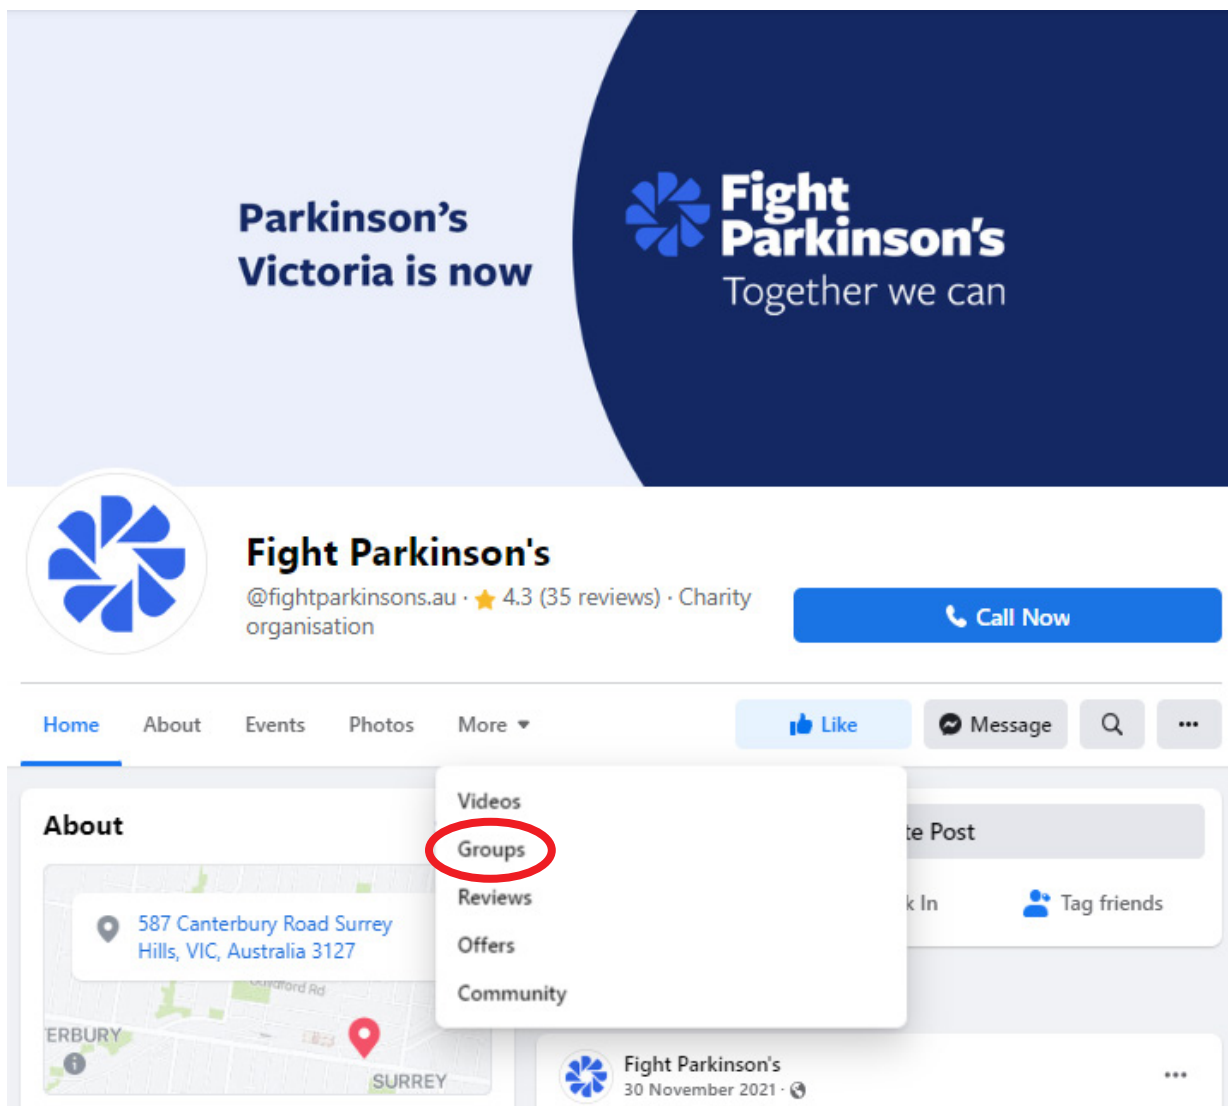 Parkinson's
Victoria is now
Fight
Parkinson's
Together we can
Fight Parkinson's
@fightparkinsons.au · 4.3 (35 reviews) · Charity
organisation
Call Now
Home About Events Photos More
Like Message
Videos
Groups
Reviews
Offers
Community
About
587 Canterbury Road Surrey
Hills, VIC, Australia 3127
Guildford Rd
ERBURY
SURREY
te Post
k In
Tag friends
Fight Parkinson's
30 November 2021 ·